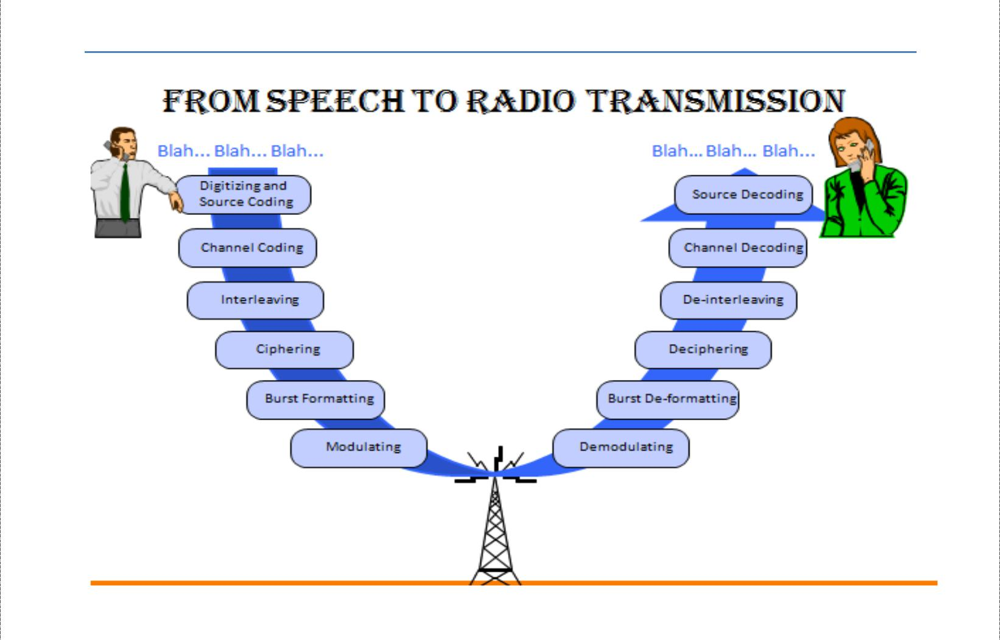 FROM SPEECH TO RADIO TRANSMISSION
Blah... Blah... Blah...
Blah... Blah... Blah...
Digitizing and
Source Coding
Source Decoding
Channel Coding
Channel Decoding
Interleaving
De-interleaving
Ciphering
Deciphering
Burst Formatting
Burst De-formatting
Modulating
Demodulating